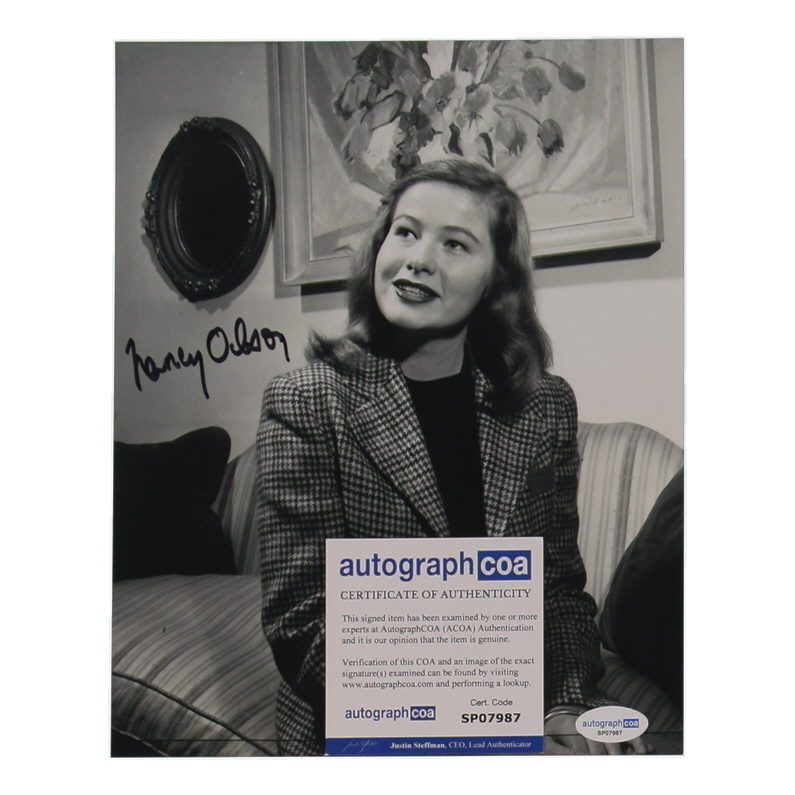 Nancy Olson
autographcoa
CERTIFICATE OF AUTHENTICITY
This signed item has been examined by one or more
experts at AutographCOA (ACOA) Authentication
and it is our opinion that the item is genuine.
Verification of this COA and an image of the exact
signature(s) examined can be found by visiting
www.autographcoa.com and performing a lookup.
Cert. Code
autographcoa
SP07987
Justin Steffman, CEO, Lead Authenticator
autographcoa
SP07987